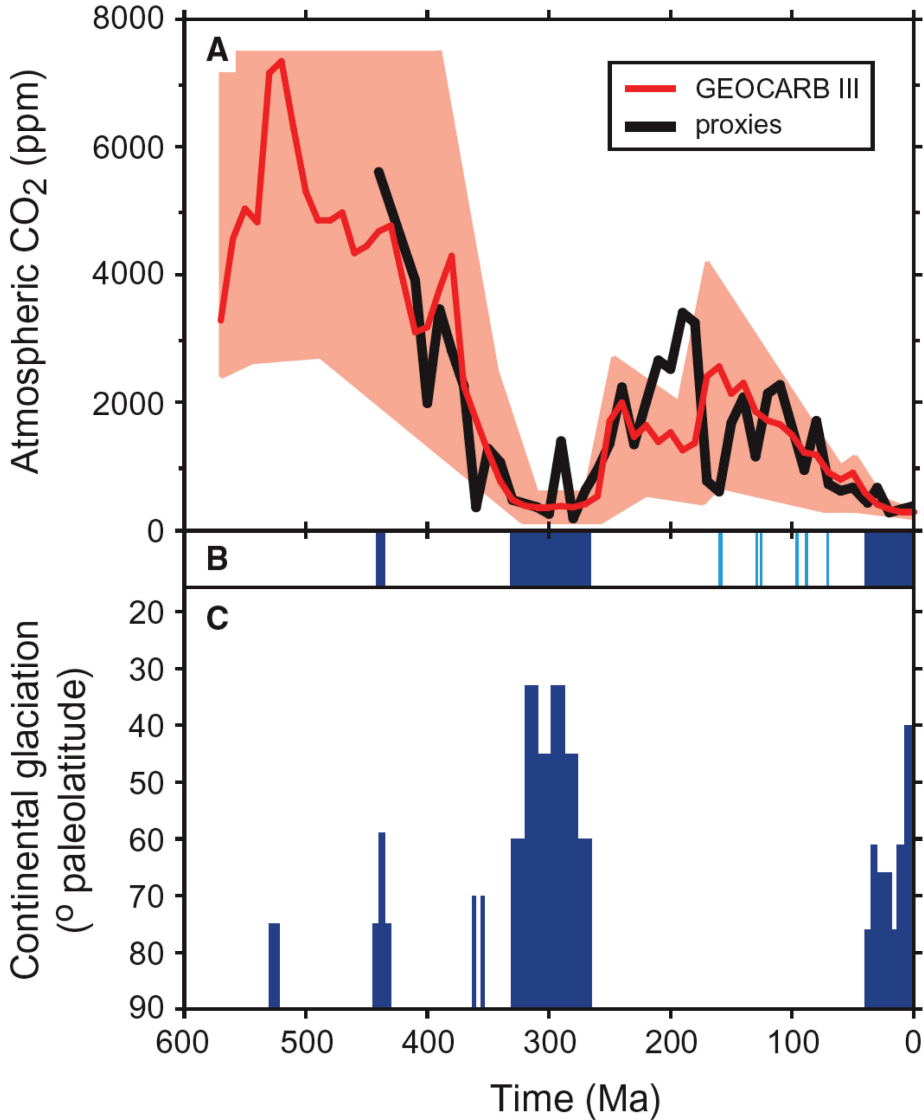 A
Atmospheric CO2 (ppm)
8000
6000
4000
2000
0
GEOCARB III
proxies
B
C
Continental glaciation
(º paleolatitude)
20
30
40
50
60
70
80
90
600
500
400
300
200
100
0
Time (Ma)